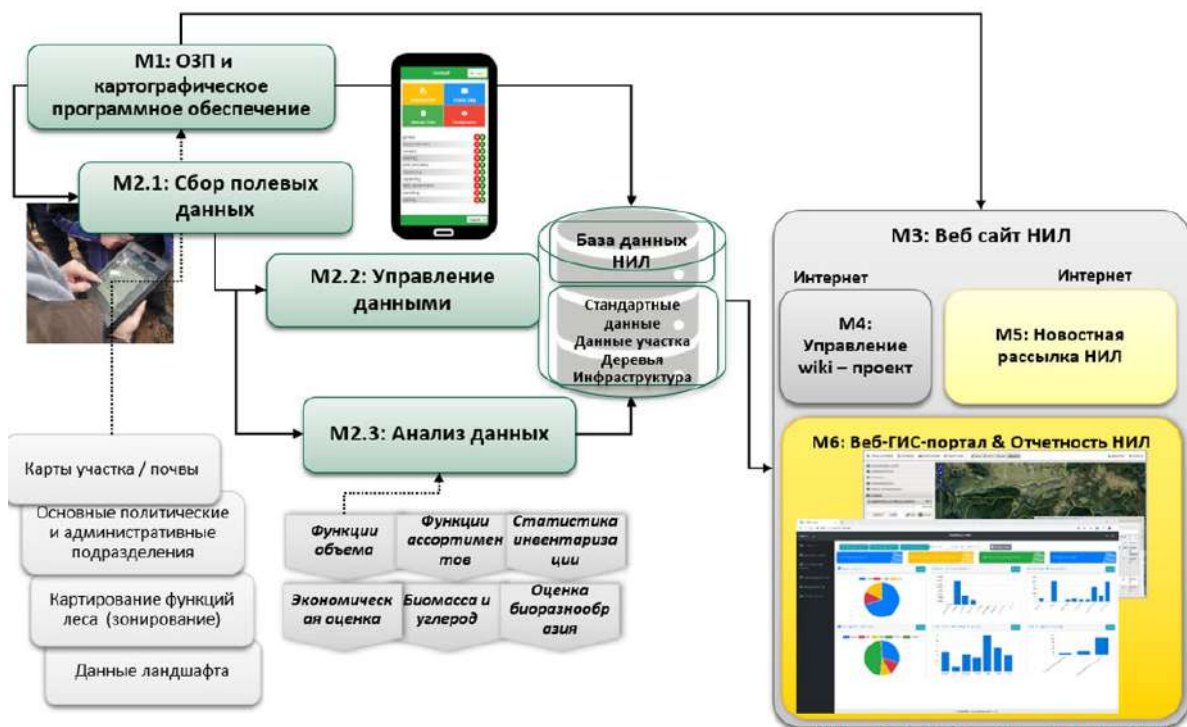 М1: ОЗП и
картографическое
программное обеспечение
М2.1: Сбор полевых
данных
М2.2: Управление
данными
М2.3: Анализ данных
База данных
НИЛ
Стандартные
данные
Данные участка
Деревья
Инфраструктура
М3: Веб сайт НИЛ
Интернет
Интернет
М4:
Управление
wiki – проект
М5: Новостная
рассылка НИЛ
М6: Веб-ГИС-портал & Отчетность НИЛ
Карты участка / почвы
Основные политические
и административные
подразделения
Картирование функций
леса (зонирование)
Данные ландшафта
Функции
объема
Функции
ассортимен
тов
Статистика
инвентариза
ции
Экономическ
ая оценка
Биомасса и
углерод
Оценка
биоразнообр
азия